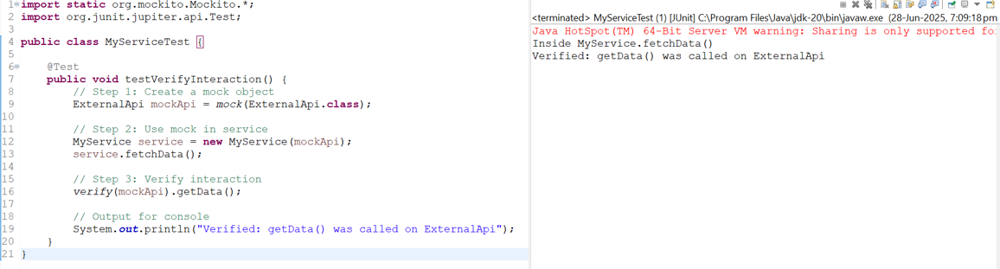 1 import static org.mockito.Mockito.*;
2 import org.junit.jupiter.api.Test;
3
4 public class MyServiceTest {
5
6 @Test
7 public void testVerifyInteraction() {
8 // Step 1: Create a mock object
9 ExternalApi mockApi = mock(ExternalApi.class);
10
11 // Step 2: Use mock in service
12 MyService service = new MyService(mockApi);
13 service.fetchData();
14
15 // Step 3: Verify interaction
16 verify(mockApi).getData();
17
18 // Output for console
19 System.out.println("Verified: getData() was called on ExternalApi");
20 }
21 }
<terminated> MyServiceTest (1) [JUnit] C:\Program Files\Java\jdk-20\bin\javaw.exe (28-Jun-2025, 7:09:18 pm
Java HotSpot(TM) 64-Bit Server VM warning: Sharing is only supported fo
Inside MyService.fetchData()
Verified: getData() was called on ExternalApi